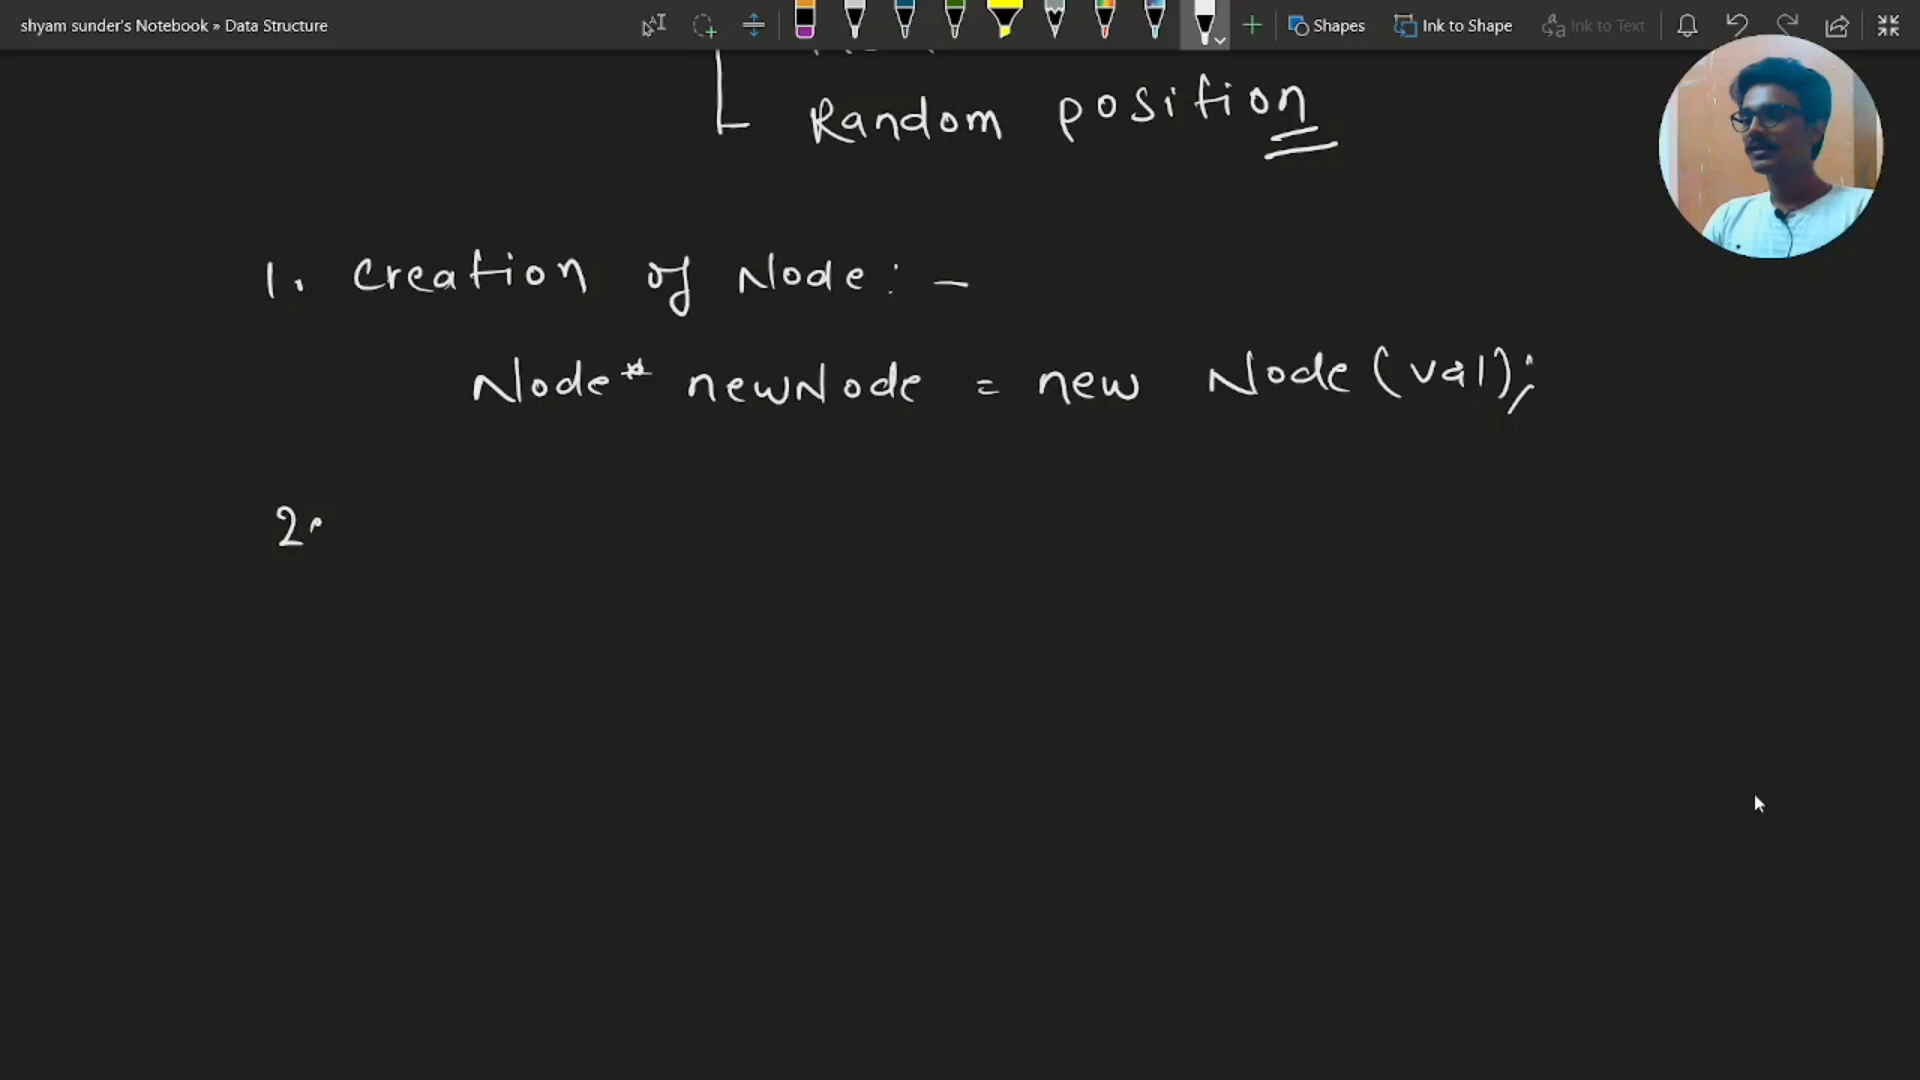 shyam sunder's Notebook » Data Structure
Shapes Ink to Shape Ink to Text
Random position
1. Creation of Node: -
Node* newNode = new Node(val);
2.